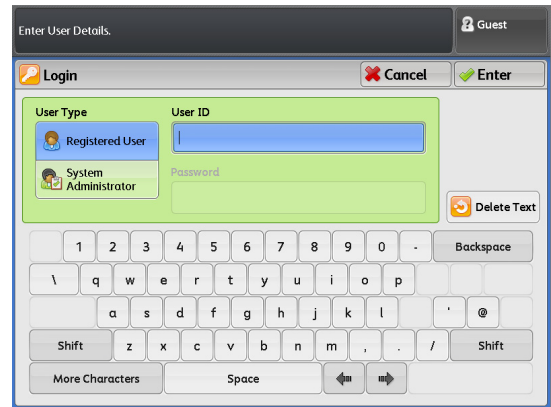 Enter User Details.
Guest
Login
Cancel
Enter
User Type
User ID
Registered User
System
Administrator
Password
Delete Text
1 2 3 4 5 6 7 8 9 0 - Backspace
\ q w e r t y u i o p
a s d f g h j k l ' @
Shift z x c v b n m , . / Shift
More Characters Space